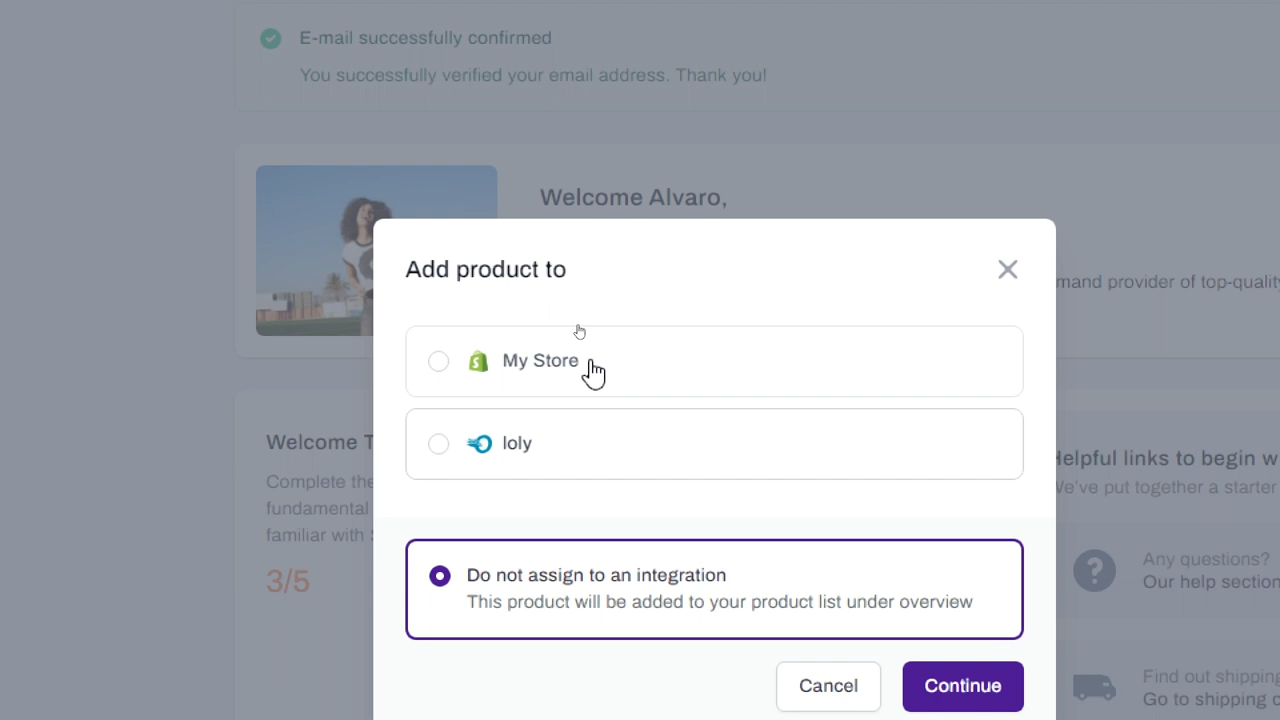 E-mail successfully confirmed
You successfully verified your email address. Thank you!
Welcome Alvaro,
Add product to
mand provider of top-qualit
My Store
loly
Welcome T
Complete the
fundamental
familiar with
3/5
Helpful links to begin w
We've put together a starter
Do not assign to an integration
This product will be added to your product list under overview
Any questions?
Our help section
Cancel
Continue
Find out shipping
Go to shipping c